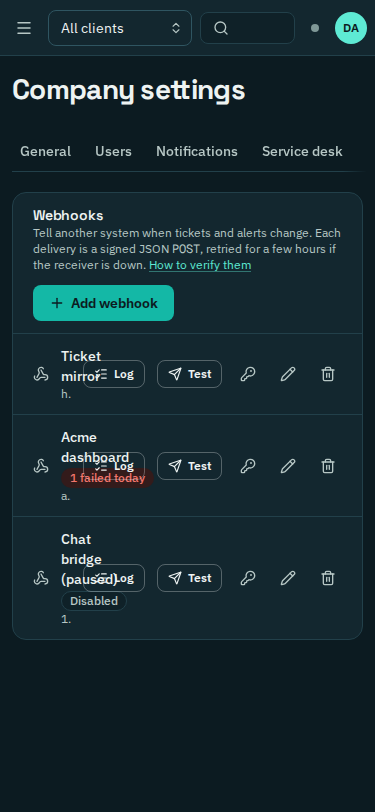 All clients
DA
Company settings
General Users Notifications Service desk
Webhooks
Tell another system when tickets and alerts change. Each
delivery is a signed JSON POST, retried for a few hours if
the receiver is down. How to verify them
Add webhook
Ticket
mirror
Log Test
h.
Acme
dashboard
Log Test
1 failed today
a.
Chat
bridge
(paused)
Log Test
Disabled
1.